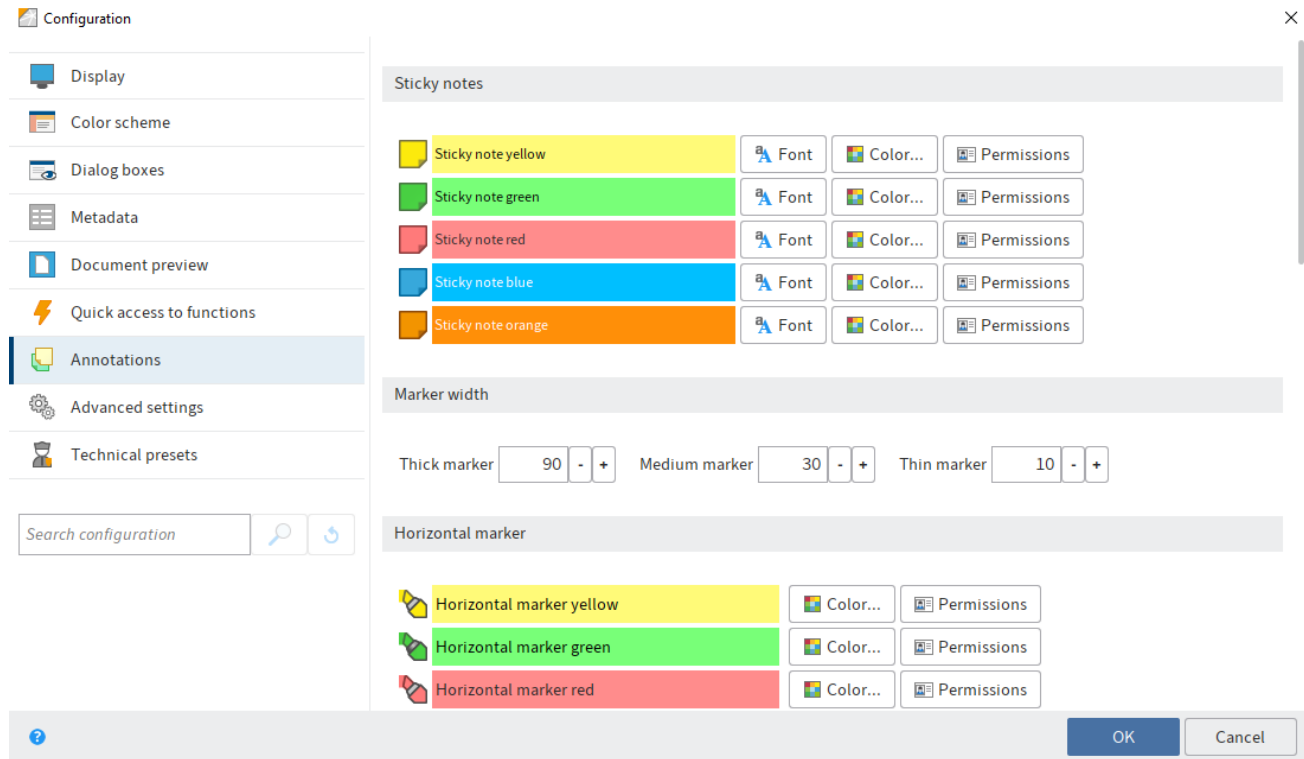 Configuration
Display
Color scheme
Dialog boxes
Metadata
Document preview
Quick access to functions
Annotations
Advanced settings
Technical presets
Search configuration
Sticky notes
Sticky note yellow Font Color... Permissions
Sticky note green Font Color... Permissions
Sticky note red Font Color... Permissions
Sticky note blue Font Color... Permissions
Sticky note orange Font Color... Permissions
Marker width
Thick marker 90 - + Medium marker 30 - + Thin marker 10 - +
Horizontal marker
Horizontal marker yellow Color... Permissions
Horizontal marker green Color... Permissions
Horizontal marker red Color... Permissions
OK Cancel